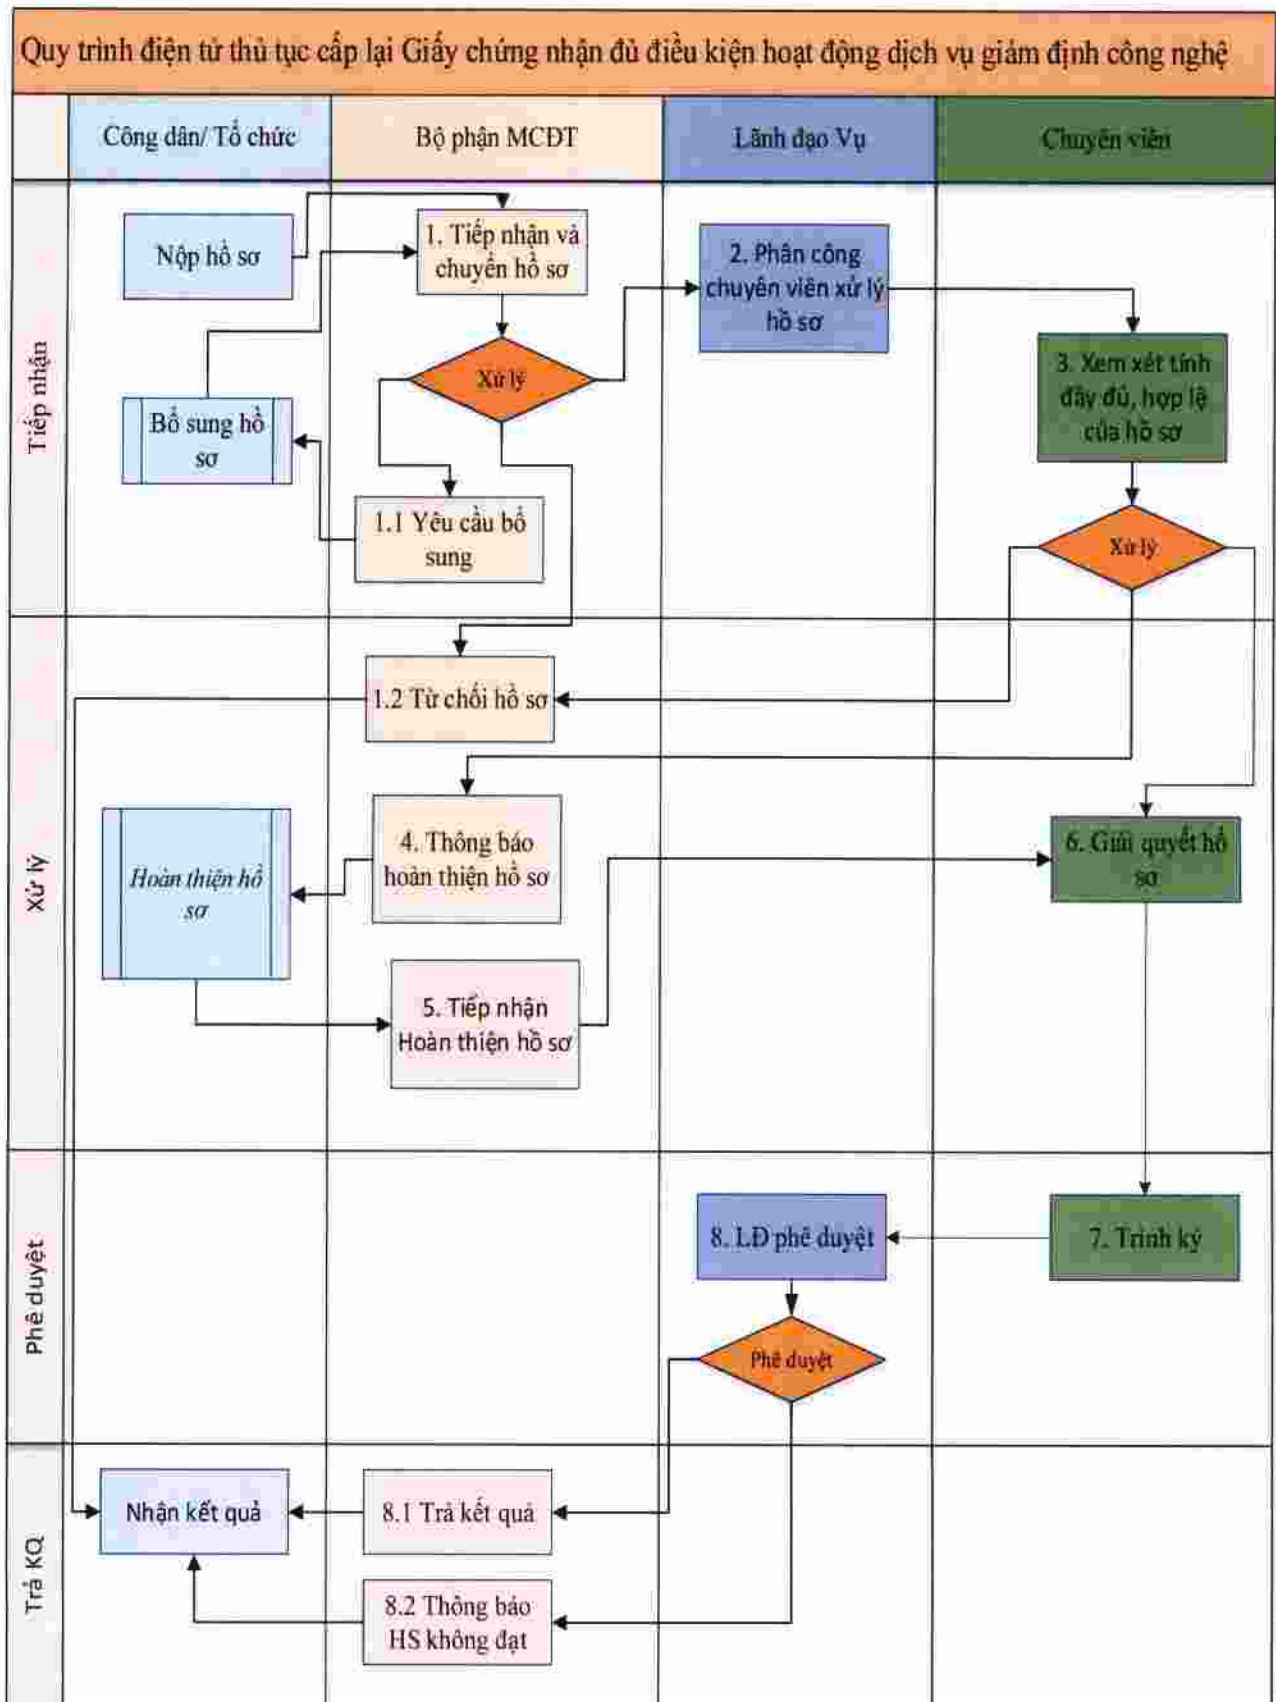 Quy trình điện tử thủ tục cấp lại Giấy chứng nhận đủ điều kiện hoạt động dịch vụ giám định công nghệ
Công dân/ Tổ chức
Bộ phận MCĐT
Lãnh đạo Vụ
Chuyên viên
Tiếp nhận
Nộp hồ sơ
1. Tiếp nhận và
chuyển hồ sơ
2. Phân công
chuyên viên xử lý
hồ sơ
Xử lý
3. Xem xét tính
đầy đủ, hợp lệ
của hồ sơ
Bổ sung hồ
sơ
1.1 Yêu cầu bổ
sung
Xử lý
Xử lý
1.2 Từ chối hồ sơ
4. Thông báo
hoàn thiện hồ sơ
Hoàn thiện hồ
sơ
6. Giải quyết hồ
sơ
5. Tiếp nhận
Hoàn thiện hồ sơ
Phê duyệt
8. LĐ phê duyệt
7. Trình ký
Phê duyệt
Trả KQ
Nhận kết quả
8.1 Trả kết quả
8.2 Thông báo
HS không đạt